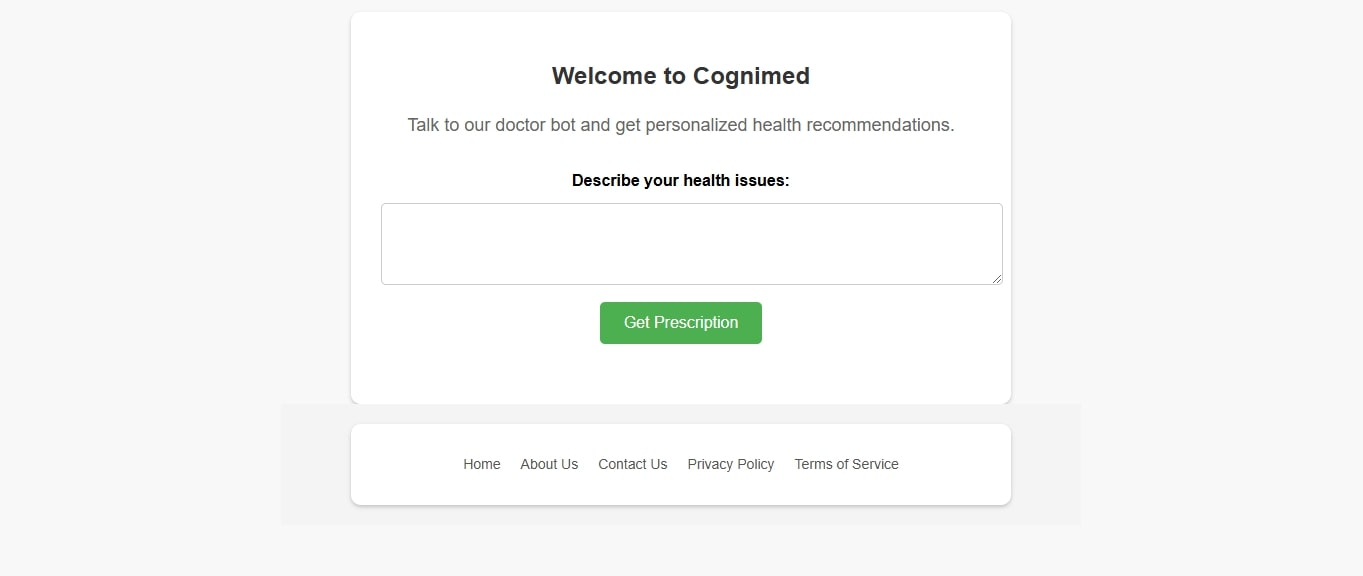 Welcome to Cognimed
Talk to our doctor bot and get personalized health recommendations.
Describe your health issues:
Get Prescription
Home About Us Contact Us Privacy Policy Terms of Service